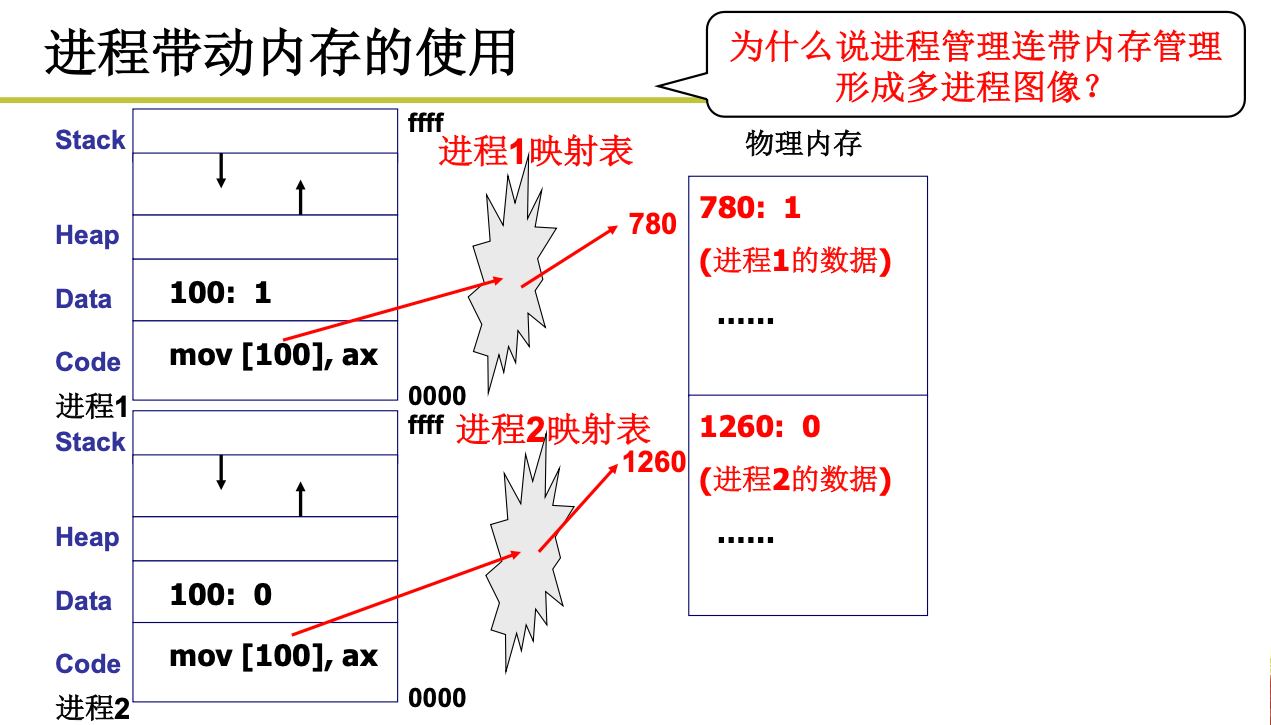 进程带动内存的使用
为什么说进程管理连带内存管理
形成多进程图像？
Stack
ffff
进程1映射表
物理内存
780
780: 1
(进程1的数据)
Heap
Data
100: 1
......
Code
mov [100], ax
0000
进程1
Stack
ffff
进程2映射表
1260
1260: 0
(进程2的数据)
......
Heap
Data
100: 0
Code
mov [100], ax
0000
进程2